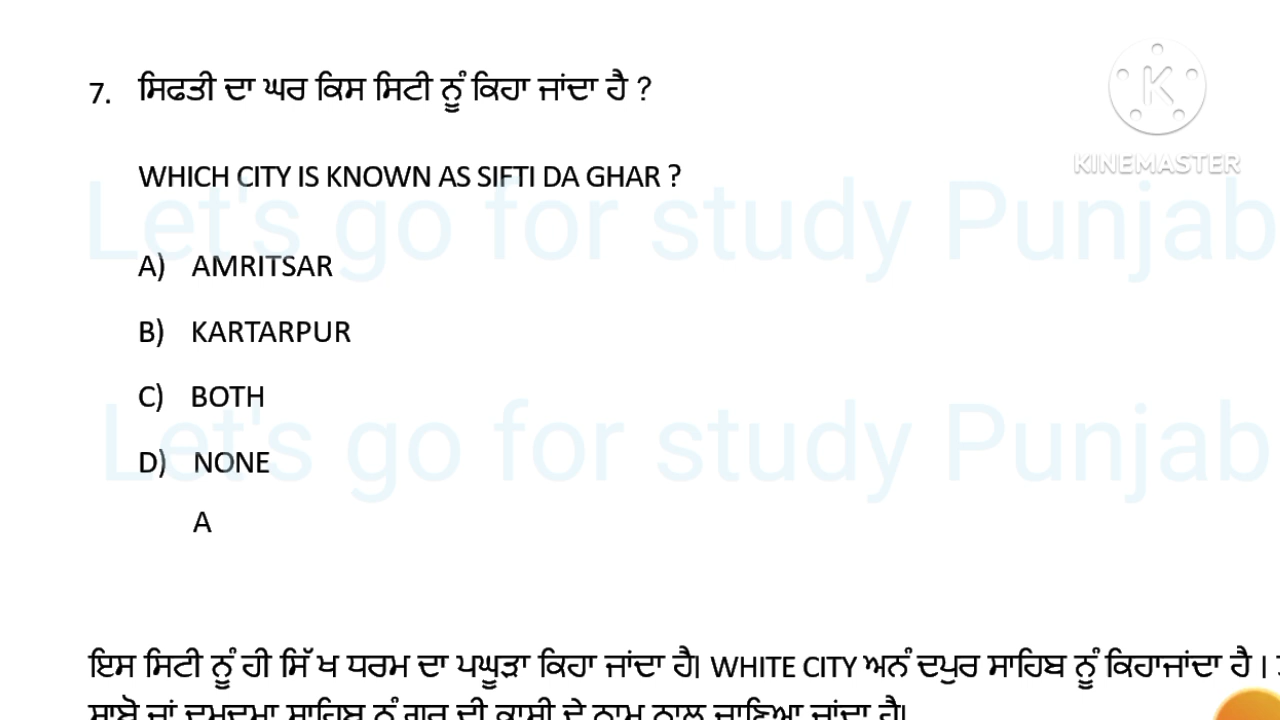 7. ਸਿਫਤੀ ਦਾ ਘਰ ਕਿਸ ਸਿਟੀ ਨੂੰ ਕਿਹਾ ਜਾਂਦਾ ਹੈ ?
KINEMASTER
WHICH CITY IS KNOWN AS SIFTI DA GHAR ?
Let's go for study Punjab
A) AMRITSAR
B) KARTARPUR
C) BOTH
Let's go for study Punjab
D) NONE
A
ਇਸ ਸਿਟੀ ਨੂੰ ਹੀ ਸਿੱਖ ਧਰਮ ਦਾ ਪਘੂੜਾ ਕਿਹਾ ਜਾਂਦਾ ਹੈ। WHITE CITY ਅਨੰਦਪੁਰ ਸਾਹਿਬ ਨੂੰ ਕਿਹਾਜਾਂਦਾ ਹੈ ।
ਸਾਬੋ ਜਾਂ ਦਮਦਮਾ ਸਾਹਿਬ ਨੂੰ ਗੁਰੂ ਦੀ ਕਾਸ਼ੀ ਦੇ ਨਾਮ ਨਾਲ ਜਾਣਿਆ ਜਾਂਦਾ ਹੈ।